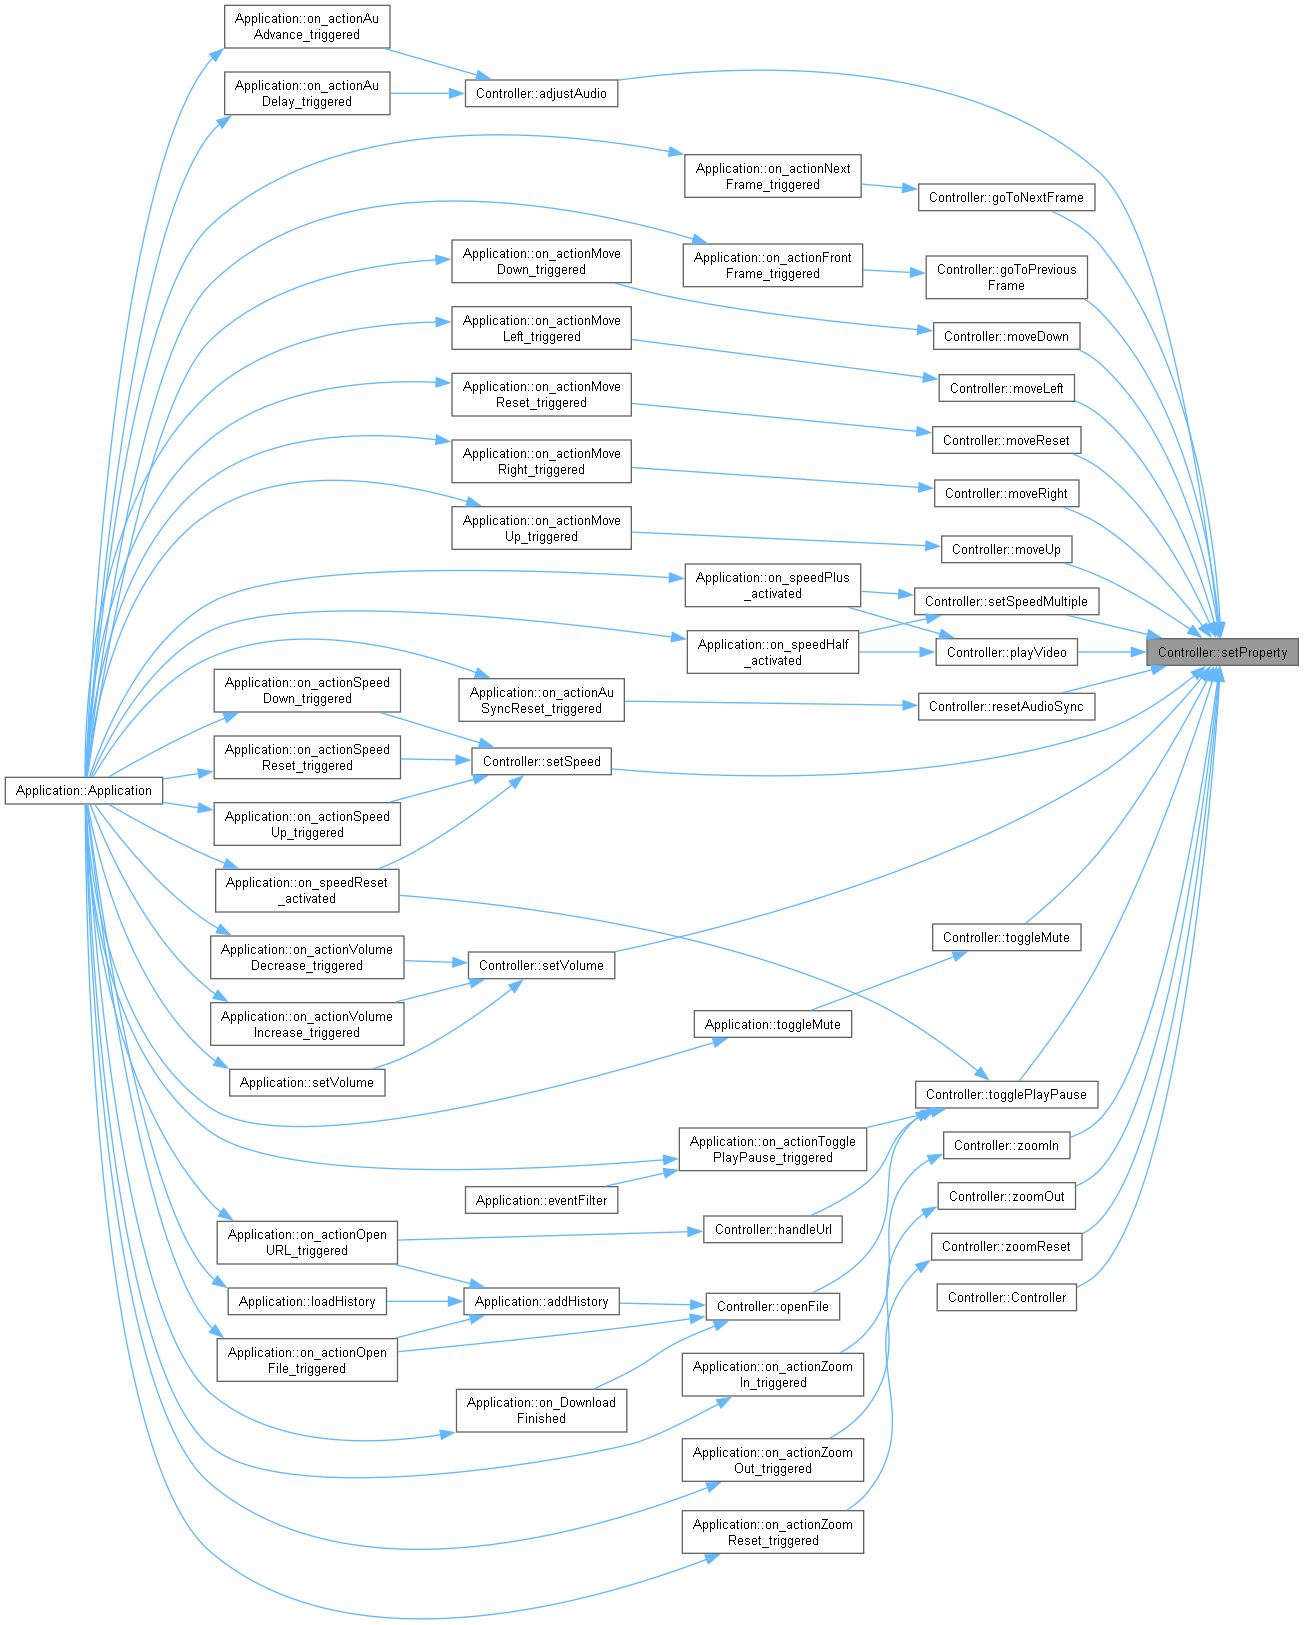 Application::on_actionAu
Advance_triggered
Application::on_actionAu
Delay_triggered
Controller::adjustAudio
Application::on_actionNext
Frame_triggered
Controller::goToNextFrame
Application::on_actionMove
Down_triggered
Application::on_actionFront
Frame_triggered
Controller::goToPrevious
Frame
Application::on_actionMove
Left_triggered
Controller::moveDown
Application::on_actionMove
Reset_triggered
Controller::moveLeft
Application::on_actionMove
Right_triggered
Controller::moveReset
Controller::moveRight
Application::on_actionMove
Up_triggered
Controller::moveUp
Application::on_speedPlus
_activated
Controller::setSpeedMultiple
Application::on_speedHalf
_activated
Controller::playVideo
Controller::setProperty
Application::on_actionSpeed
Down_triggered
Application::on_actionAu
SyncReset_triggered
Controller::resetAudioSync
Application::on_actionSpeed
Reset_triggered
Controller::setSpeed
Application::Application
Application::on_actionSpeed
Up_triggered
Application::on_speedReset
_activated
Application::on_actionVolume
Decrease_triggered
Controller::setVolume
Controller::toggleMute
Application::on_actionVolume
Increase_triggered
Application::toggleMute
Application::setVolume
Controller::togglePlayPause
Application::on_actionToggle
PlayPause_triggered
Controller::zoomIn
Application::eventFilter
Controller::zoomOut
Application::on_actionOpen
URL_triggered
Controller::handleUrl
Controller::zoomReset
Application::loadHistory
Application::addHistory
Controller::openFile
Controller::Controller
Application::on_actionOpen
File_triggered
Application::on_actionZoom
In_triggered
Application::on_Download
Finished
Application::on_actionZoom
Out_triggered
Application::on_actionZoom
Reset_triggered